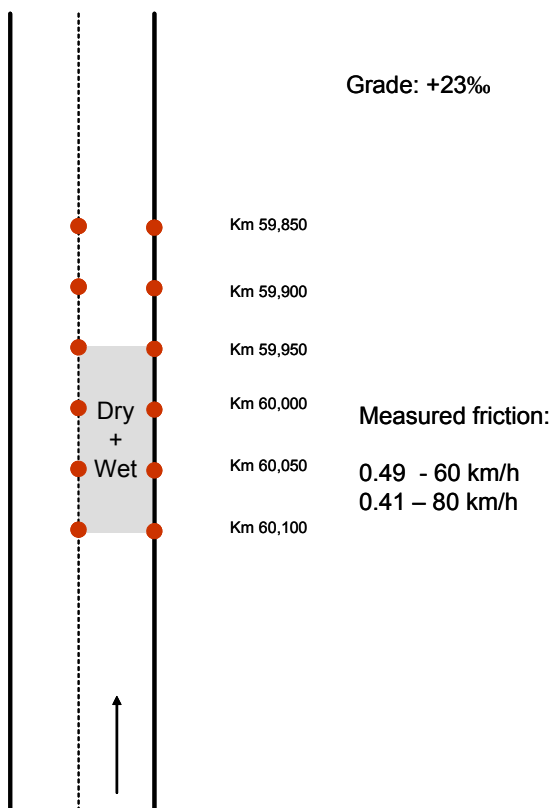 Grade: +23‰
Km 59,850
Km 59,900
Km 59,950
Km 60,000
Dry
+
Wet
Measured friction:
Km 60,050
0.49 - 60 km/h
0.41 – 80 km/h
Km 60,100